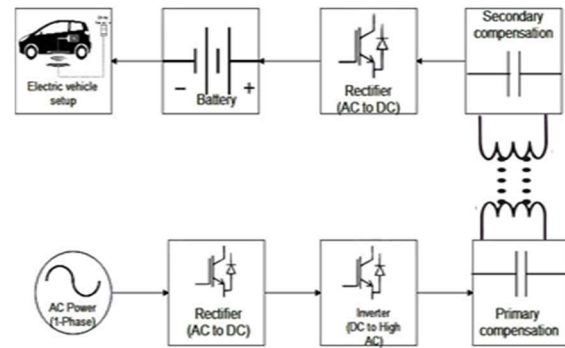 Electric vehicle
setup
− +
Battery
Rectifier
(AC to DC)
Secondary
compensation
AC Power
(1-Phase)
Rectifier
(AC to DC)
Inverter
(DC to High
AC)
Primary
compensation